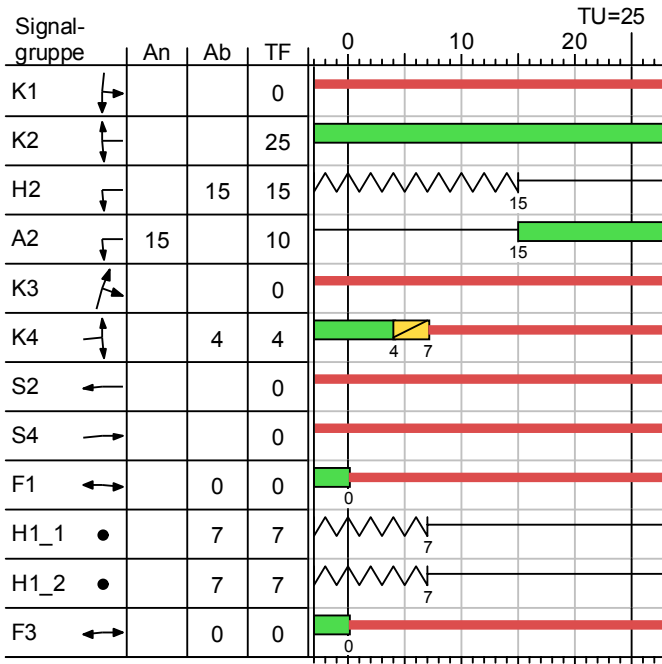 TU=25
Signal-
gruppe An Ab TF 0 10 20
K1 0
K2 25
H2 15 15
15
A2 15 10
15
K3 0
K4 4 4
4 7
S2 0
S4 0
F1 0 0
0
H1_1 7 7
7
H1_2 7 7
7
F3 0 0
0